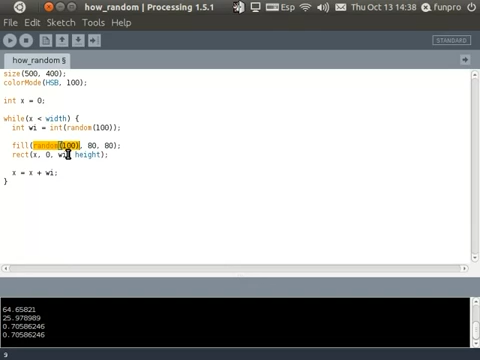 how_random | Processing 1.5.1
Esp
Thu Oct 13 14:38
funpro
File Edit Sketch Tools Help
STANDARD
how_random §
size(500, 400);
colorMode(HSB, 100);
int x = 0;
while(x < width) {
int wi = int(random(100));
fill(random(100), 80, 80);
rect(x, 0, wi, height);
x = x + wi;
}
64.65821
25.978989
0.70586246
0.70586246
9